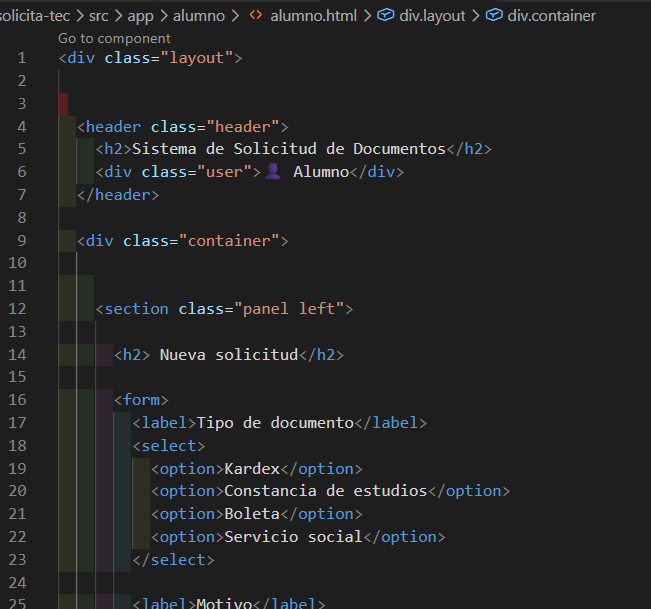 solicita-tec > src > app > alumno > <> alumno.html > div.layout > div.container
Go to component
1 <div class="layout">
2
3
4 <header class="header">
5 <h2>Sistema de Solicitud de Documentos</h2>
6 <div class="user">👤 Alumno</div>
7 </header>
8
9 <div class="container">
10
11
12 <section class="panel left">
13
14 <h2> Nueva solicitud</h2>
15
16 <form>
17 <label>Tipo de documento</label>
18 <select>
19 <option>Kardex</option>
20 <option>Constancia de estudios</option>
21 <option>Boleta</option>
22 <option>Servicio social</option>
23 </select>
24
25 <label>Motivo</label>